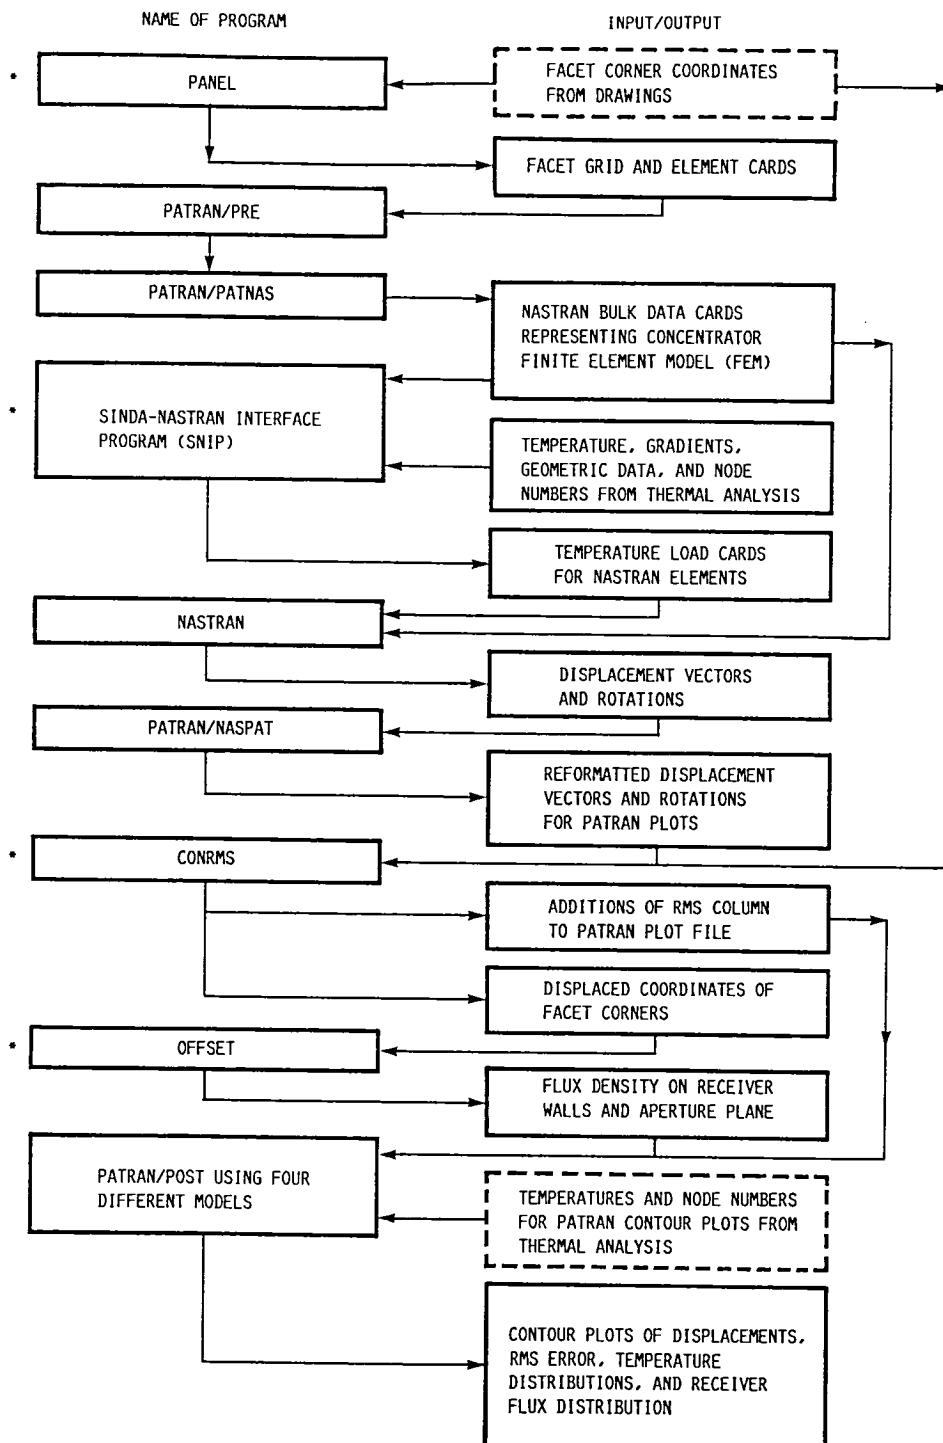 NAME OF PROGRAM
INPUT/OUTPUT
*
PANEL
FACET CORNER COORDINATES
FROM DRAWINGS
FACET GRID AND ELEMENT CARDS
PATRAN/PRE
PATRAN/PATNAS
NASTRAN BULK DATA CARDS
REPRESENTING CONCENTRATOR
FINITE ELEMENT MODEL (FEM)
*
SINDA-NASTRAN INTERFACE
PROGRAM (SNIP)
TEMPERATURE, GRADIENTS,
GEOMETRIC DATA, AND NODE
NUMBERS FROM THERMAL ANALYSIS
TEMPERATURE LOAD CARDS
FOR NASTRAN ELEMENTS
NASTRAN
DISPLACEMENT VECTORS
AND ROTATIONS
PATRAN/NASPAT
REFORMATTED DISPLACEMENT
VECTORS AND ROTATIONS
FOR PATRAN PLOTS
*
CONRMS
ADDITIONS OF RMS COLUMN
TO PATRAN PLOT FILE
DISPLACED COORDINATES OF
FACET CORNERS
*
OFFSET
FLUX DENSITY ON RECEIVER
WALLS AND APERTURE PLANE
PATRAN/POST USING FOUR
DIFFERENT MODELS
TEMPERATURES AND NODE NUMBERS
FOR PATRAN CONTOUR PLOTS FROM
THERMAL ANALYSIS
CONTOUR PLOTS OF DISPLACEMENTS,
RMS ERROR, TEMPERATURE
DISTRIBUTIONS, AND RECEIVER
FLUX DISTRIBUTION